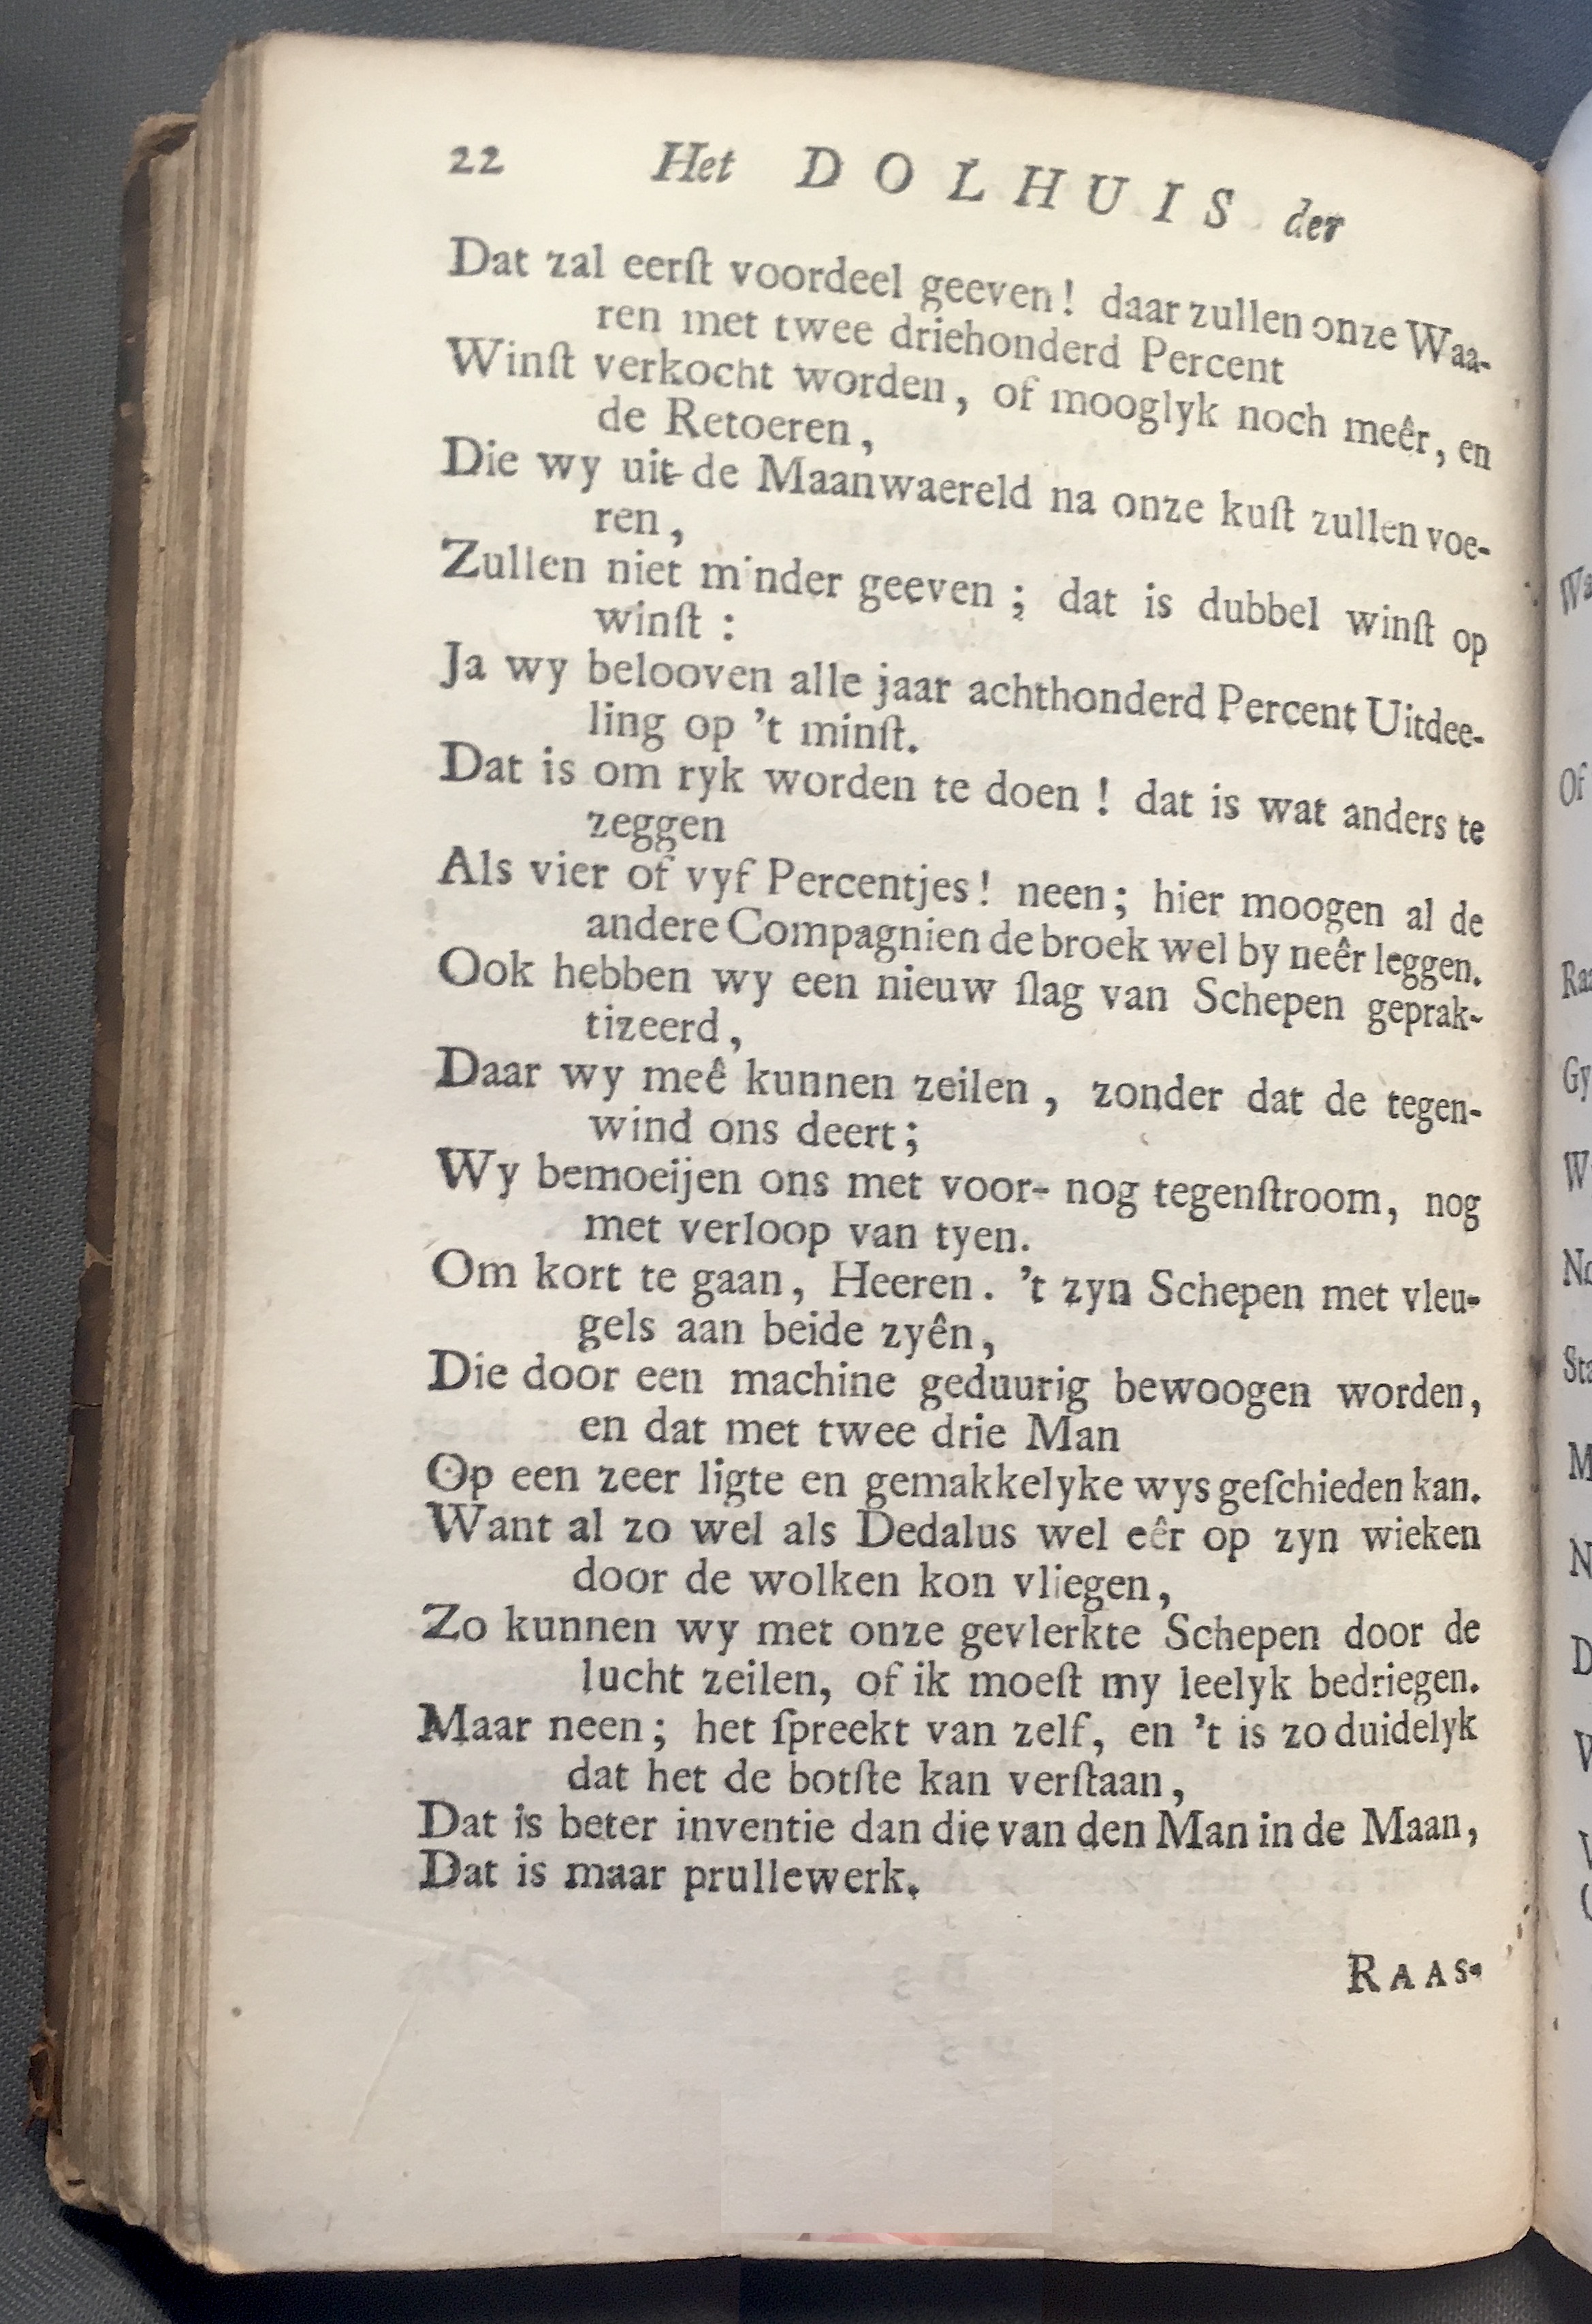 22 Het DOLHUIS der
Dat zal eerſt voordeel geeven! daar zullen onze Waa-
ren met twee driehonderd Percent
Winſt verkocht worden, of mooglyk noch meêr, en
de Retoeren,
Die wy uit de Maanwaereld na onze kuſt zullen voe-
ren,
Zullen niet minder geeven; dat is dubbel winſt op
winſt:
Ja wy belooven alle jaar achthonderd Percent Uitdee-
ling op 't minſt.
Dat is om ryk worden te doen! dat is wat anders te
zeggen
Als vier of vyf Percentjes! neen; hier moogen al de
andere Compagnien de broek wel by neêr leggen.
Ook hebben wy een nieuw ſlag van Schepen geprak-
tizeerd,
Daar wy meê kunnen zeilen, zonder dat de tegen-
wind ons deert;
Wy bemoeijen ons met voor- nog tegenſtroom, nog
met verloop van tyen.
Om kort te gaan, Heeren. 't zyn Schepen met vleu-
gels aan beide zyên,
Die door een machine geduurig bewoogen worden,
en dat met twee drie Man
Op een zeer ligte en gemakkelyke wys geſchieden kan.
Want al zo wel als Dedalus wel eêr op zyn wieken
door de wolken kon vliegen,
Zo kunnen wy met onze gevlerkte Schepen door de
lucht zeilen, of ik moeſt my leelyk bedriegen.
Maar neen; het ſpreekt van zelf, en 't is zo duidelyk
dat het de botſte kan verſtaan,
Dat is beter inventie dan die van den Man in de Maan,
Dat is maar prullewerk.
RAAS-
Of
Gy